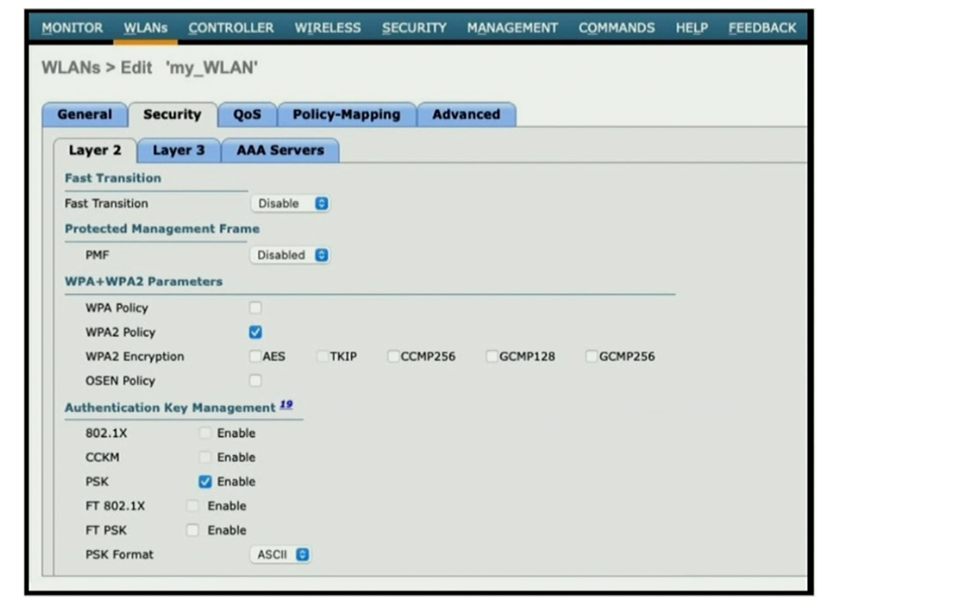 MONITOR WLANs CONTROLLER WIRELESS SECURITY MANAGEMENT COMMANDS HELP FEEDBACK
WLANs > Edit 'my_WLAN'
General Security QoS Policy-Mapping Advanced
Layer 2 Layer 3 AAA Servers
Fast Transition
Fast Transition Disable
Protected Management Frame
PMF Disabled
WPA+WPA2 Parameters
WPA Policy
WPA2 Policy
WPA2 Encryption AES TKIP CCMP256 GCMP128 GCMP256
OSEN Policy
Authentication Key Management 19
802.1X Enable
CCKM Enable
PSK Enable
FT 802.1X Enable
FT PSK Enable
PSK Format ASCII